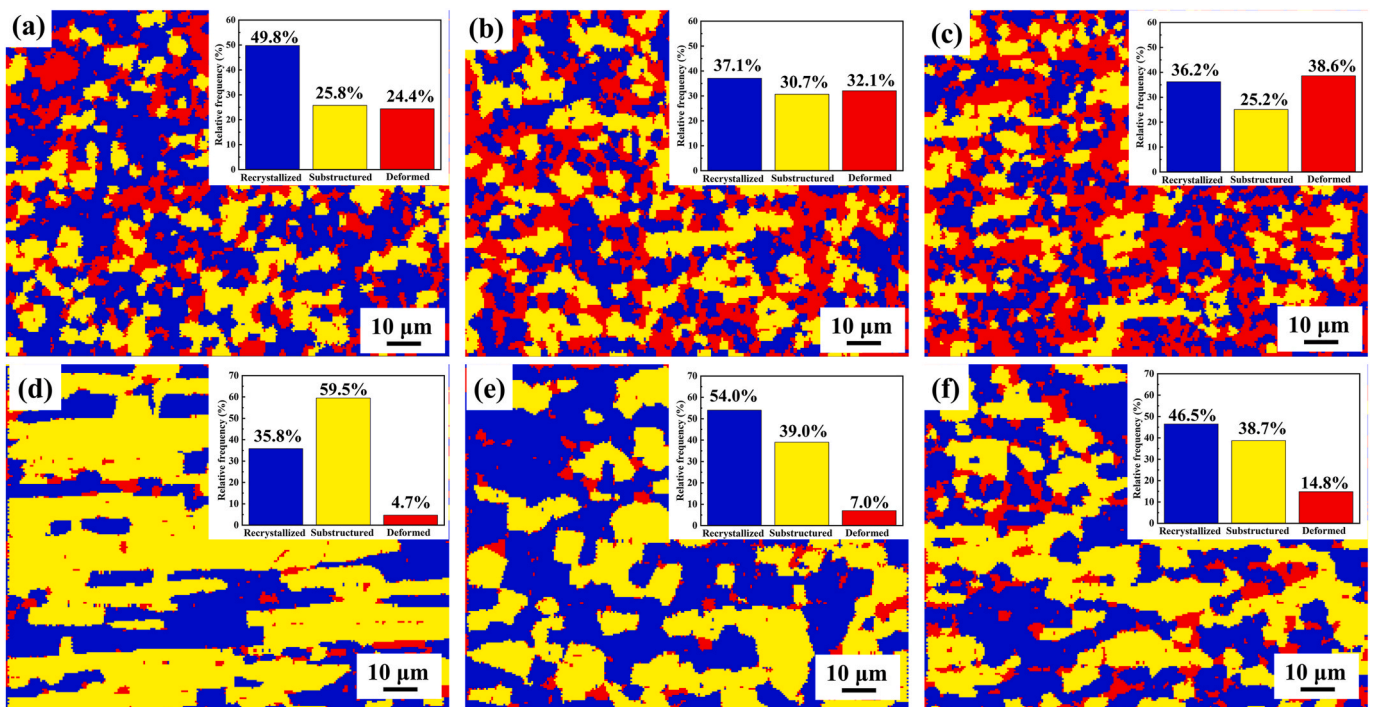 (a)
60
50
40
30
20
10
0
Relative frequency (%)
49.8%
25.8%
24.4%
Recrystallized Substructured Deformed
10 μm
(b)
60
50
40
30
20
10
0
Relative frequency (%)
37.1%
30.7%
32.1%
Recrystallized Substructured Deformed
10 μm
(c)
60
50
40
30
20
10
0
Relative frequency (%)
36.2%
25.2%
38.6%
Recrystallized Substructured Deformed
10 μm
(d)
70
60
50
40
30
20
10
0
Relative frequency (%)
35.8%
59.5%
4.7%
Recrystallized Substructured Deformed
10 μm
(e)
70
60
50
40
30
20
10
0
Relative frequency (%)
54.0%
39.0%
7.0%
Recrystallized Substructured Deformed
10 μm
(f)
70
60
50
40
30
20
10
0
Relative frequency (%)
46.5%
38.7%
14.8%
Recrystallized Substructured Deformed
10 μm